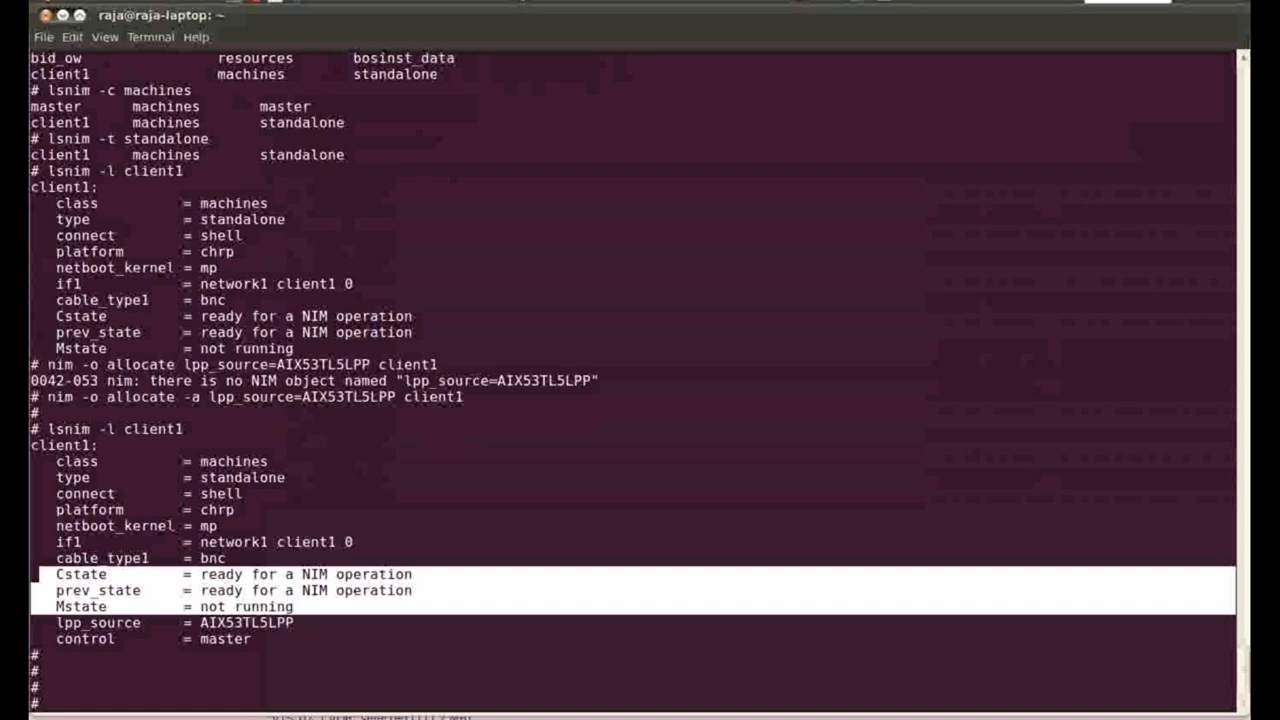 raja@raja-laptop: ~
File Edit View Terminal Help
bid_ow resources bosinst_data
client1 machines standalone
# lsnim -c machines
master machines master
client1 machines standalone
# lsnim -t standalone
client1 machines standalone
# lsnim -l client1
client1:
class = machines
type = standalone
connect = shell
platform = chrp
netboot_kernel = mp
if1 = network1 client1 0
cable_type1 = bnc
Cstate = ready for a NIM operation
prev_state = ready for a NIM operation
Mstate = not running
# nim -o allocate lpp_source=AIX53TL5LPP client1
0042-053 nim: there is no NIM object named "lpp_source=AIX53TL5LPP"
# nim -o allocate -a lpp_source=AIX53TL5LPP client1
#
# lsnim -l client1
client1:
class = machines
type = standalone
connect = shell
platform = chrp
netboot_kernel = mp
if1 = network1 client1 0
cable_type1 = bnc
Cstate = ready for a NIM operation
prev_state = ready for a NIM operation
Mstate = not running
lpp_source = AIX53TL5LPP
control = master
#
#
#
#